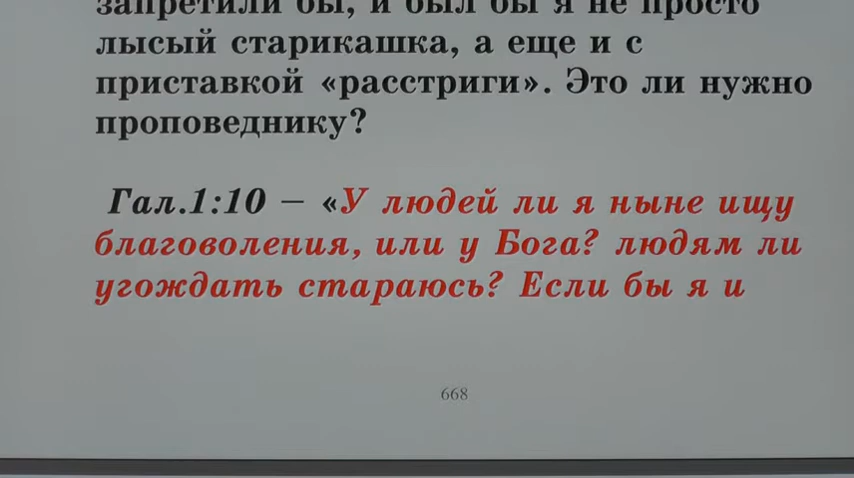 запретили бы, и был бы я не просто
лысый старикашка, а еще и с
приставкой «расстриги». Это ли нужно
проповеднику?
Гал.1:10 – «У людей ли я ныне ищу
благоволения, или у Бога? людям ли
угождать стараюсь? Если бы я и
668